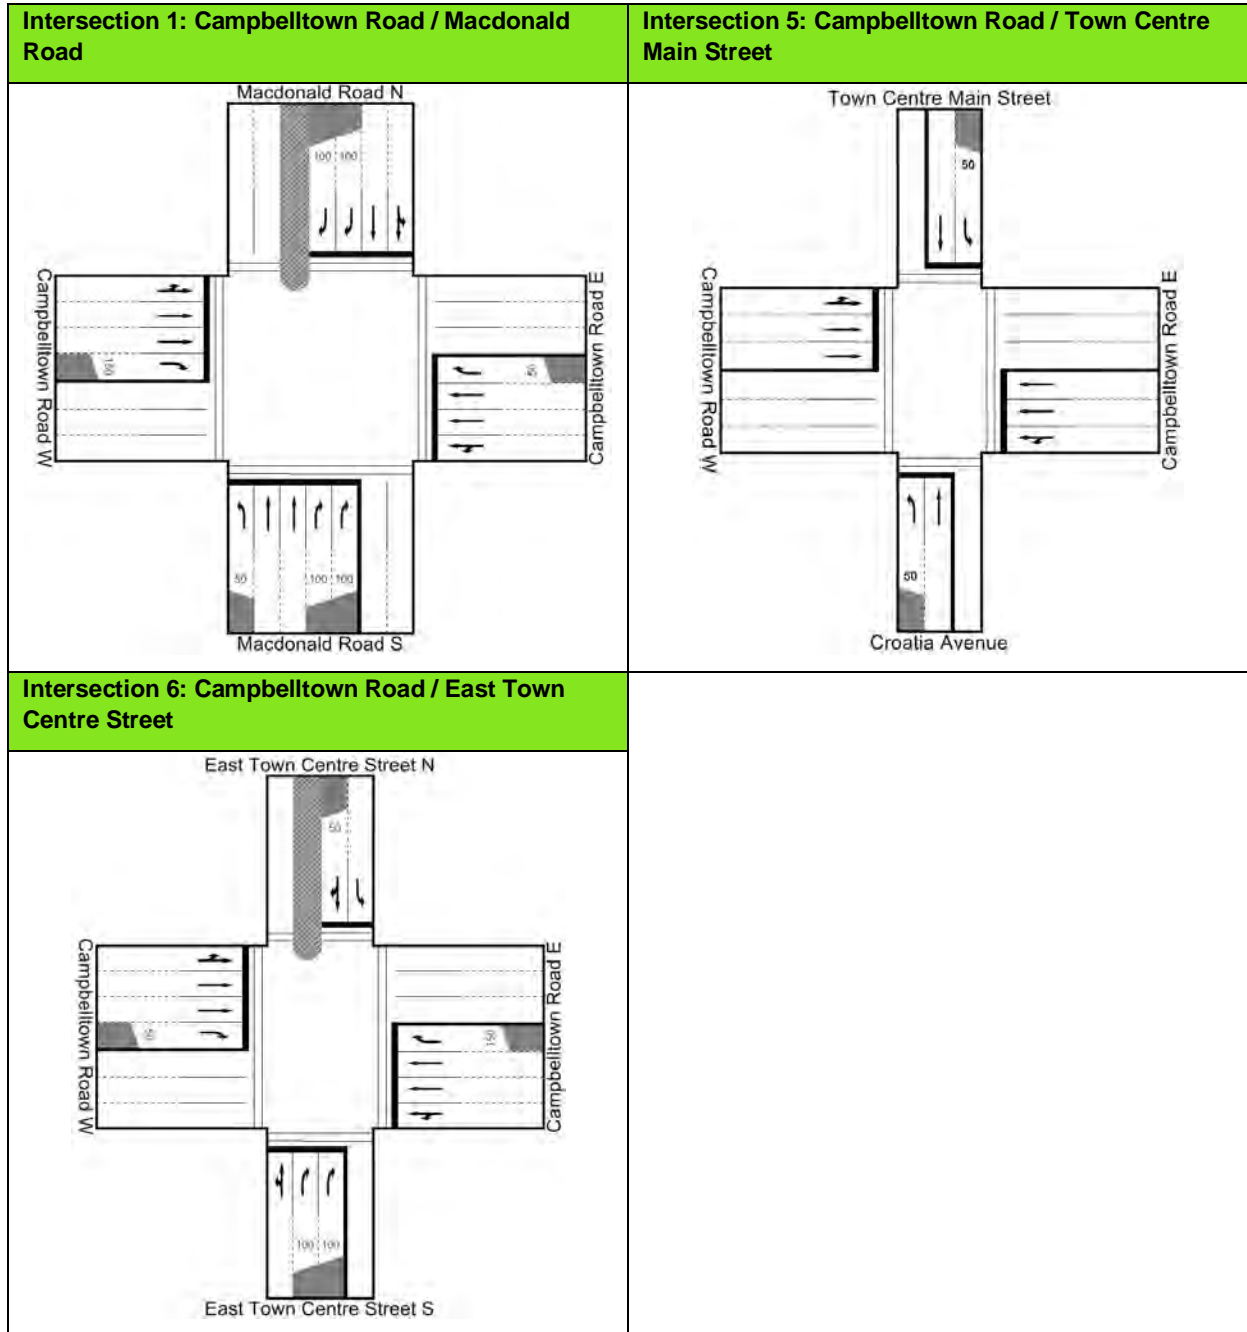 Intersection 1: Campbelltown Road / Macdonald
Road
Intersection 5: Campbelltown Road / Town Centre
Main Street
Macdonald Road N
100 100
Campbelltown Road W
150
50
Campbelltown Road E
50
100 100
Macdonald Road S
Town Centre Main Street
50
Campbelltown Road W
Campbelltown Road E
50
Croatia Avenue
Intersection 6: Campbelltown Road / East Town
Centre Street
East Town Centre Street N
50
Campbelltown Road W
50
150
Campbelltown Road E
100 100
East Town Centre Street S